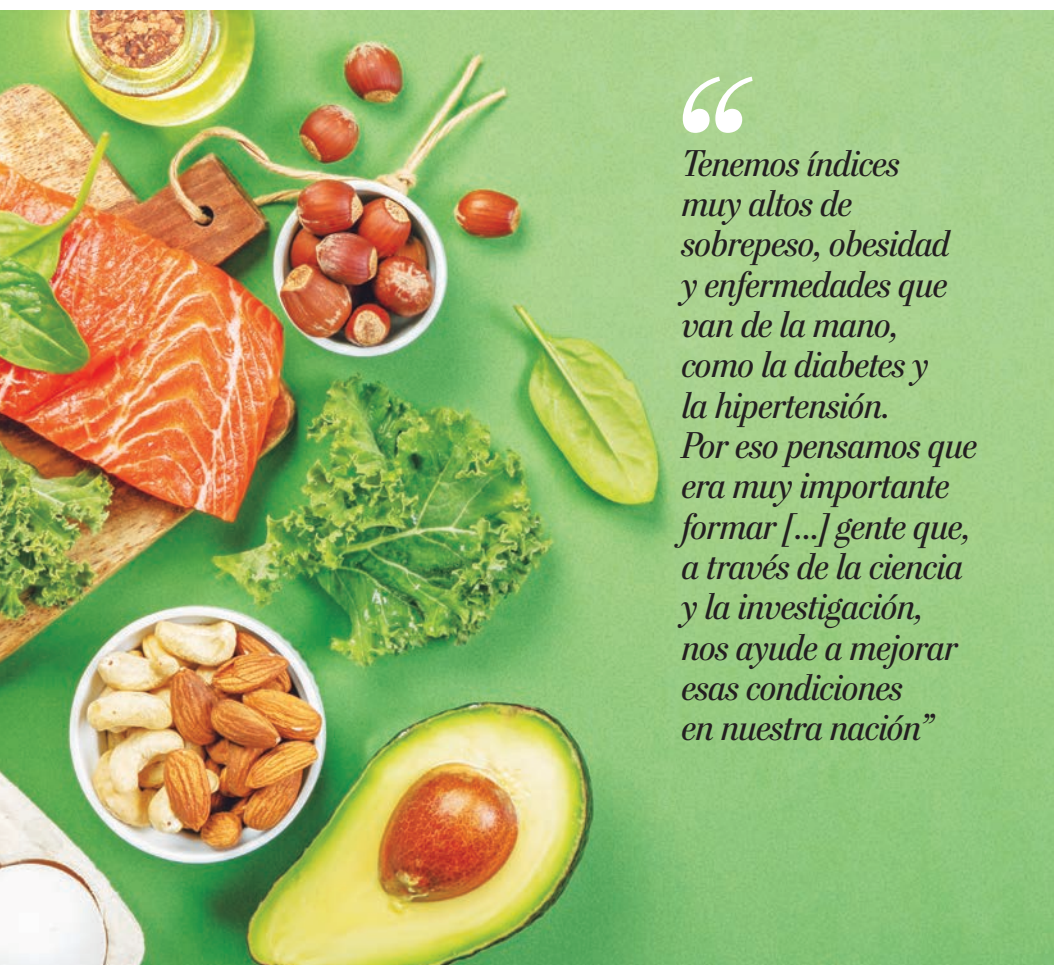 “
Tenemos índices
muy altos de
sobrepeso, obesidad
y enfermedades que
van de la mano,
como la diabetes y
la hipertensión.
Por eso pensamos que
era muy importante
formar [...] gente que,
a través de la ciencia
y la investigación,
nos ayude a mejorar
esas condiciones
en nuestra nación”